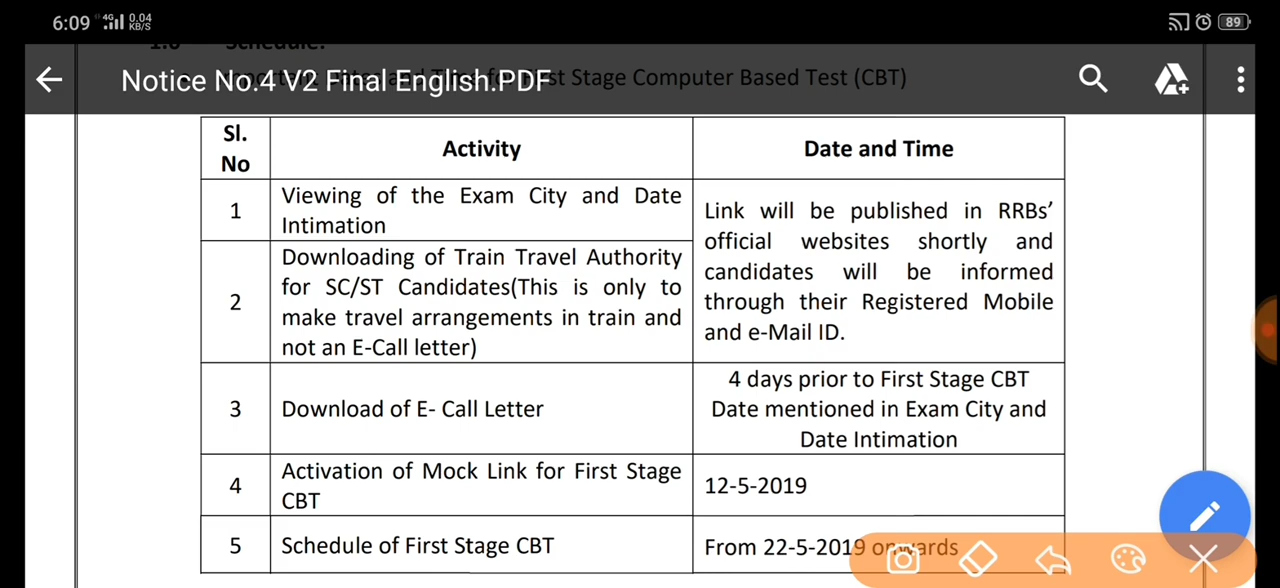 6:09 4G 0.04 KB/S 89
1.0 Schedule:
Notice No.4 V2 Final English.PDF
First Stage Computer Based Test (CBT)
Sl. No Activity Date and Time
1 Viewing of the Exam City and Date
Intimation
Link will be published in RRBs’
official websites shortly and
candidates will be informed
through their Registered Mobile
and e-Mail ID.
2 Downloading of Train Travel Authority
for SC/ST Candidates(This is only to
make travel arrangements in train and
not an E-Call letter)
3 Download of E- Call Letter
4 days prior to First Stage CBT
Date mentioned in Exam City and
Date Intimation
4 Activation of Mock Link for First Stage
CBT
12-5-2019
5 Schedule of First Stage CBT
From 22-5-2019 onwards